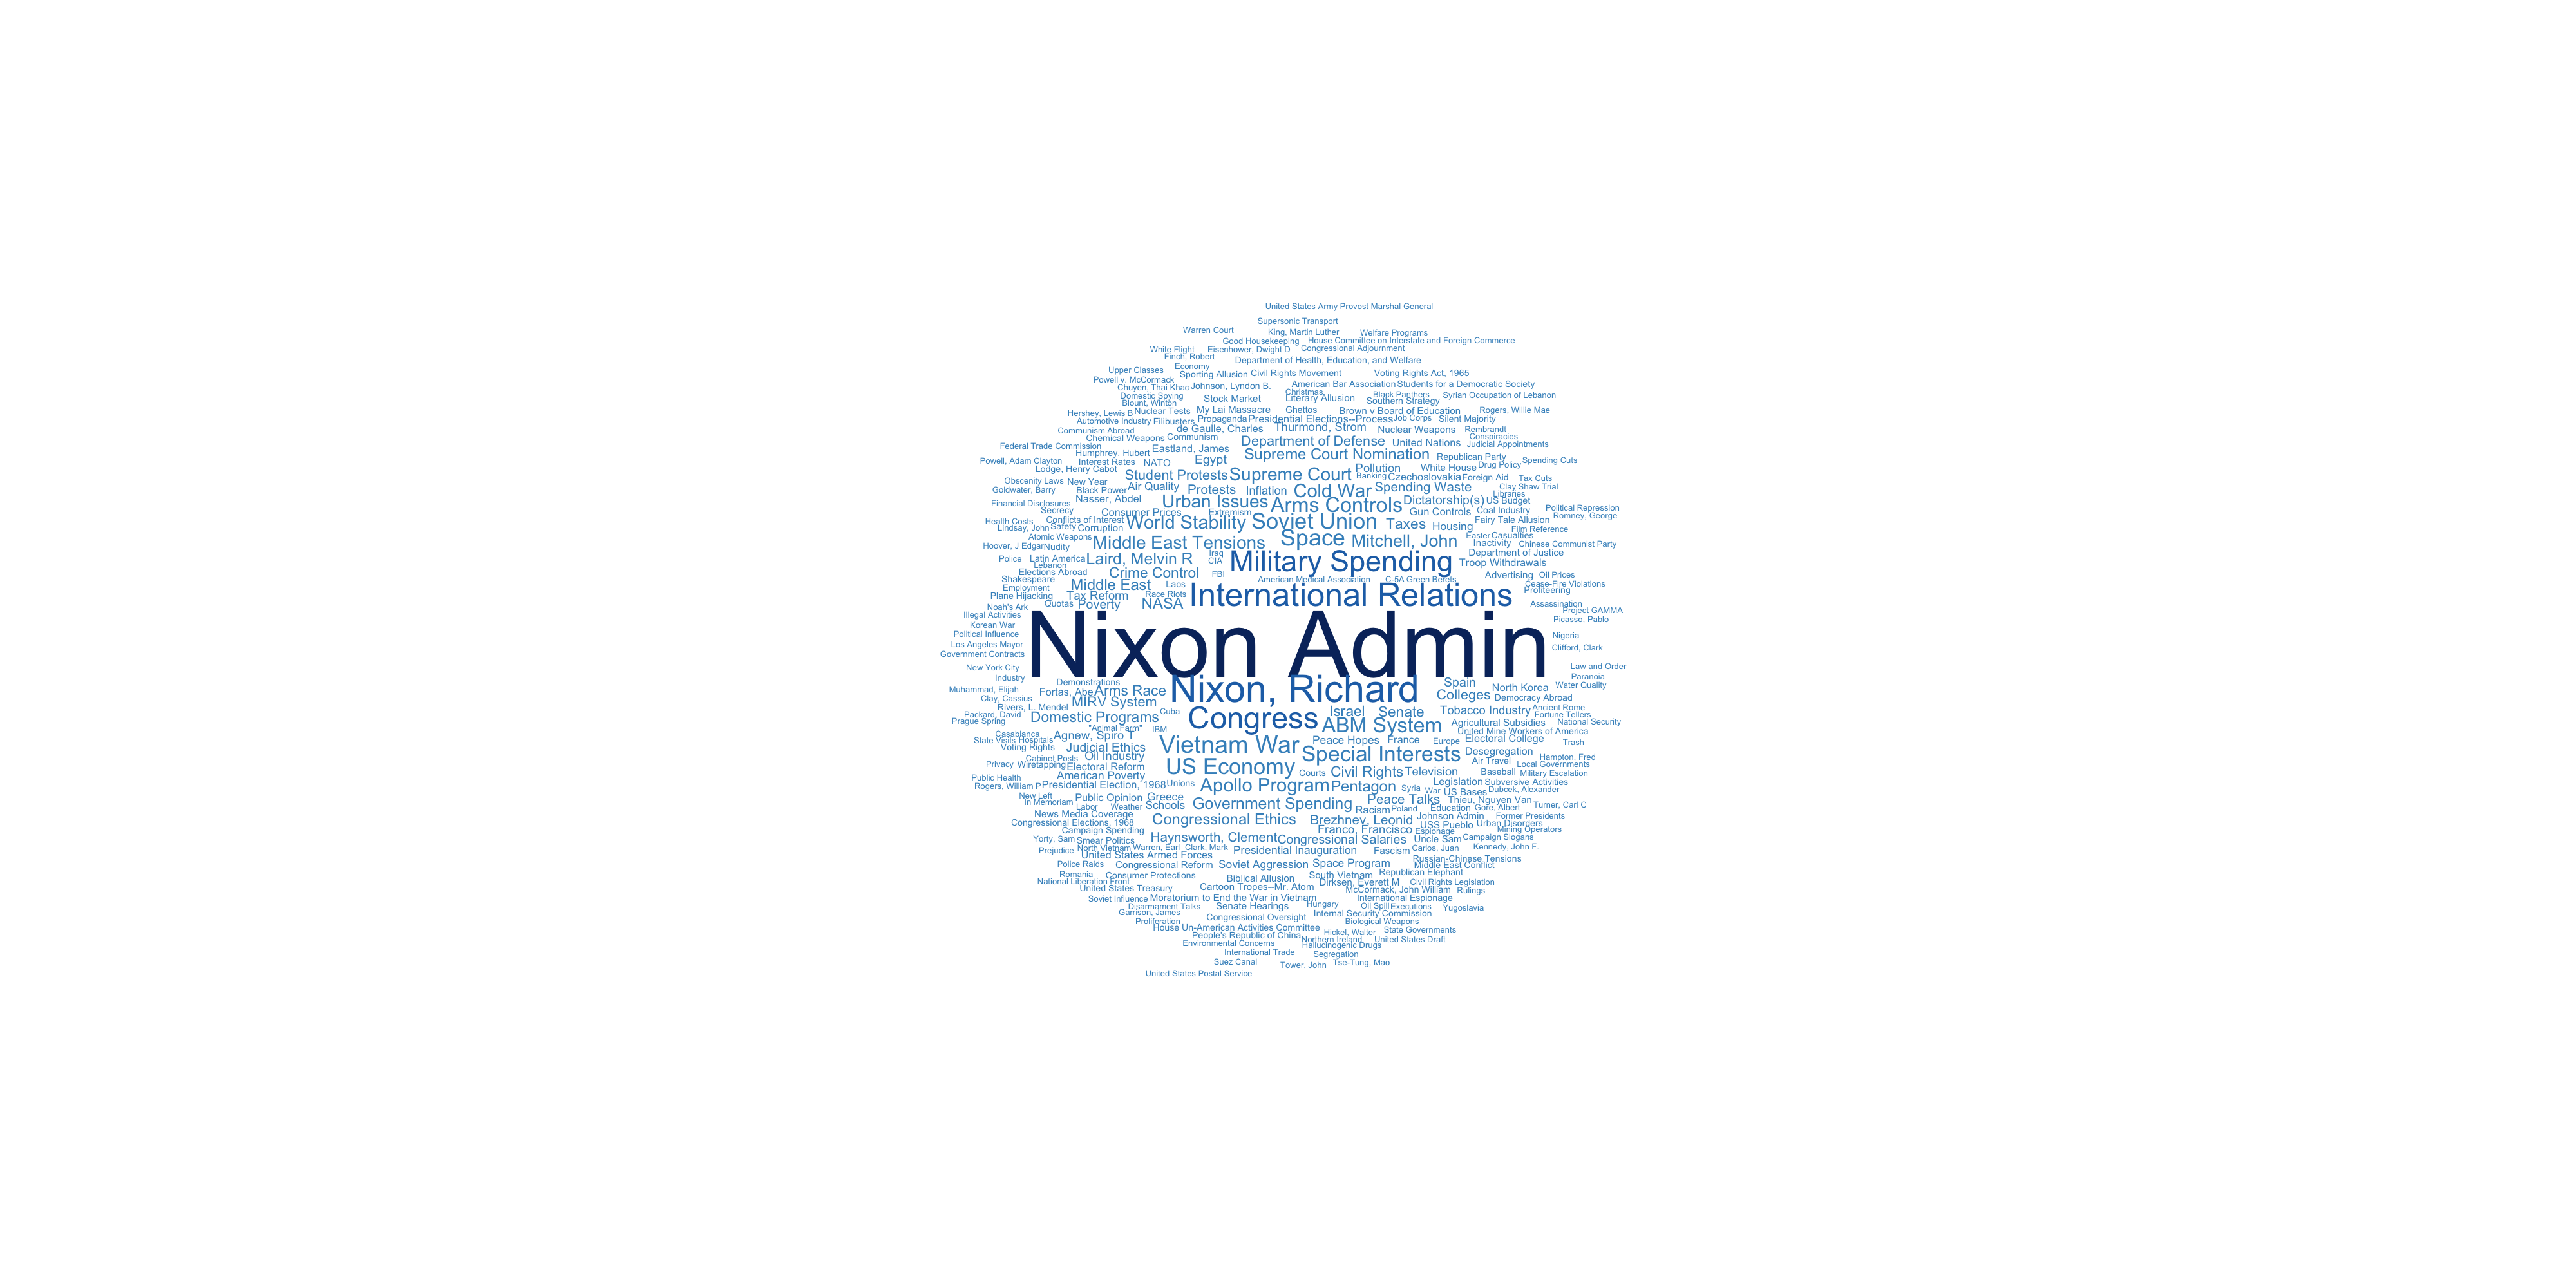 United States Army Provost Marshal General
Supersonic Transport
Warren Court King, Martin Luther Welfare Programs
Good Housekeeping House Committee on Interstate and Foreign Commerce
White Flight Eisenhower, Dwight D Congressional Adjournment
Finch, Robert Department of Health, Education, and Welfare
Economy
Upper Classes Sporting Allusion Civil Rights Movement Voting Rights Act, 1965
Powell v. McCormack
Chuyen, Thai Khac Johnson, Lyndon B. American Bar Association Students for a Democratic Society
Domestic Spying Christmas Black Panthers Syrian Occupation of Lebanon
Blount, Winton Stock Market Literary Allusion Southern Strategy
Hershey, Lewis B Nuclear Tests My Lai Massacre Ghettos Brown v Board of Education Rogers, Willie Mae
Automotive Industry Filibusters Propaganda Presidential Elections--Process Job Corps Silent Majority
Communism Abroad de Gaulle, Charles Thurmond, Strom Nuclear Weapons Rembrandt
Chemical Weapons Communism Conspiracies
Federal Trade Commission Department of Defense United Nations Judicial Appointments
Humphrey, Hubert Eastland, James Supreme Court Nomination Republican Party
Powell, Adam Clayton Interest Rates NATO Egypt White House Drug Policy Spending Cuts
Lodge, Henry Cabot Student Protests Supreme Court Pollution
Banking Czechoslovakia Foreign Aid Tax Cuts
Obscenity Laws New Year Air Quality Protests Inflation Cold War Spending Waste Clay Shaw Trial
Goldwater, Barry Black Power Libraries
Nasser, Abdel Urban Issues Arms Controls Dictatorship(s) US Budget
Financial Disclosures Secrecy Consumer Prices Extremism Gun Controls Coal Industry Political Repression
Health Costs Conflicts of Interest World Stability Soviet Union Taxes Housing Fairy Tale Allusion Romney, George
Lindsay, John Safety Corruption Film Reference
Atomic Weapons Space Mitchell, John Easter Casualties
Hoover, J Edgar Nudity Middle East Tensions Inactivity Chinese Communist Party
Police Latin America Laird, Melvin R Iraq CIA Military Spending Department of Justice
Lebanon Troop Withdrawals
Elections Abroad Crime Control FBI Advertising Oil Prices
Shakespeare American Medical Association C-5A Green Berets
Employment Middle East Laos Cease-Fire Violations
Plane Hijacking Tax Reform Race Riots International Relations Profiteering
Noah's Ark Quotas Poverty NASA Assassination
Illegal Activities Project GAMMA
Korean War Picasso, Pablo
Political Influence Nixon Admin Nigeria
Los Angeles Mayor Clifford, Clark
Government Contracts
New York City Law and Order
Industry Demonstrations Spain Paranoia
Muhammad, Elijah Fortas, Abe Arms Race Nixon, Richard North Korea Water Quality
Clay, Cassius MIRV System Colleges Democracy Abroad
Rivers, L. Mendel Ancient Rome
Packard, David Domestic Programs Cuba Congress Israel Senate Tobacco Industry Fortune Tellers
Prague Spring ABM System Agricultural Subsidies National Security
Casablanca "Animal Farm" IBM United Mine Workers of America
State Visits Hospitals Agnew, Spiro T Peace Hopes France Europe Electoral College Trash
Voting Rights Judicial Ethics Vietnam War Special Interests Desegregation
Cabinet Posts Oil Industry Air Travel Hampton, Fred
Privacy Wiretapping Electoral Reform US Economy Courts Civil Rights Television Baseball Local Governments
Public Health American Poverty Military Escalation
Rogers, William P Presidential Election, 1968 Unions Apollo Program Pentagon Syria War Legislation Subversive Activities
New Left Public Opinion Greece US Bases Dubcek, Alexander
In Memoriam Labor Weather Schools Government Spending Peace Talks Thieu, Nguyen Van Turner, Carl C
News Media Coverage Racism Poland Education Gore, Albert
Congressional Elections, 1968 Congressional Ethics Brezhnev, Leonid Johnson Admin Former Presidents
Campaign Spending Franco, Francisco Espionage USS Pueblo Urban Disorders Mining Operators
Yorty, Sam Smear Politics Haynsworth, Clement Congressional Salaries Uncle Sam Campaign Slogans
Prejudice North Vietnam Warren, Earl Clark, Mark Presidential Inauguration Fascism Carlos, Juan Kennedy, John F.
United States Armed Forces Russian-Chinese Tensions
Police Raids Congressional Reform Soviet Aggression Space Program Middle East Conflict
Romania Consumer Protections Biblical Allusion South Vietnam Republican Elephant
National Liberation Front Dirksen, Everett M Civil Rights Legislation
United States Treasury Cartoon Tropes--Mr. Atom McCormack, John William Rulings
Soviet Influence Moratorium to End the War in Vietnam International Espionage
Disarmament Talks Senate Hearings Hungary Oil Spill Executions Yugoslavia
Garrison, James Congressional Oversight Internal Security Commission
Proliferation Biological Weapons
House Un-American Activities Committee State Governments
People's Republic of China Hickel, Walter
Environmental Concerns Northern Ireland United States Draft
Hallucinogenic Drugs
International Trade Segregation
Suez Canal Tower, John Tse-Tung, Mao
United States Postal Service